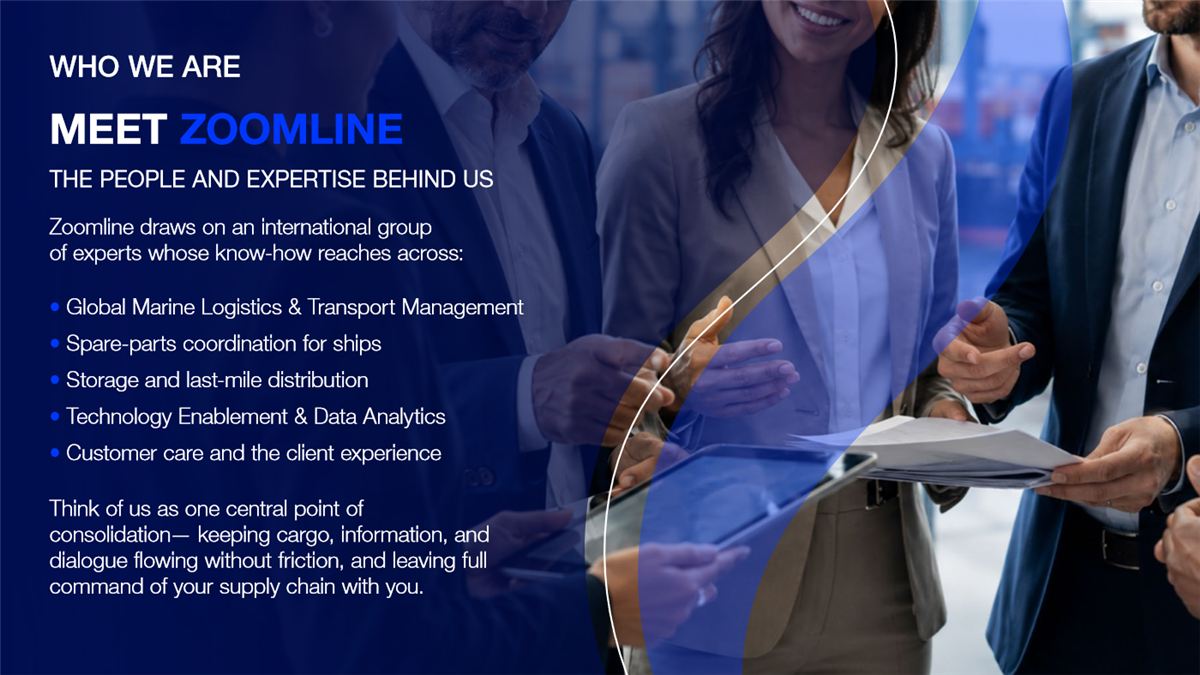 WHO WE ARE
MEET ZOOMLINE
THE PEOPLE AND EXPERTISE BEHIND US
Zoomline draws on an international group
of experts whose know-how reaches across:
• Global Marine Logistics & Transport Management
• Spare-parts coordination for ships
• Storage and last-mile distribution
• Technology Enablement & Data Analytics
• Customer care and the client experience
Think of us as one central point of
consolidation— keeping cargo, information, and
dialogue flowing without friction, and leaving full
command of your supply chain with you.